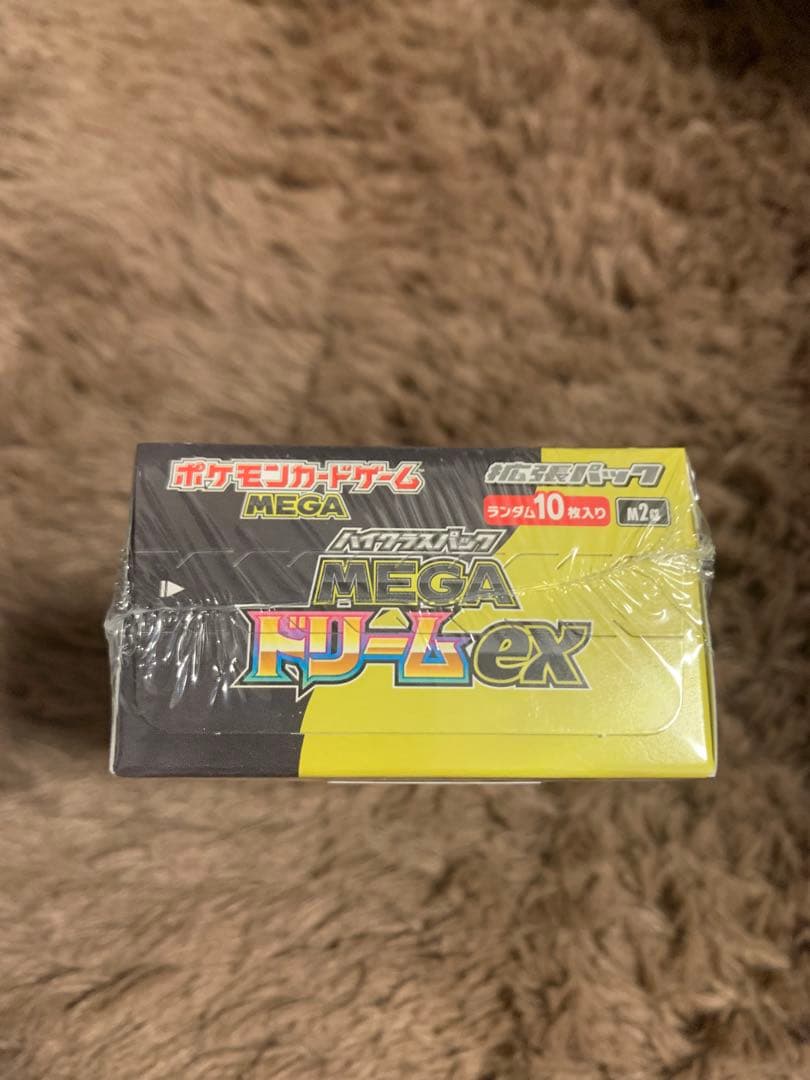 ポケモンカードゲーム
MEGA
拡張パック
ランダム10枚入り
M2a
ハイクラスパック
MEGA
ドリームex